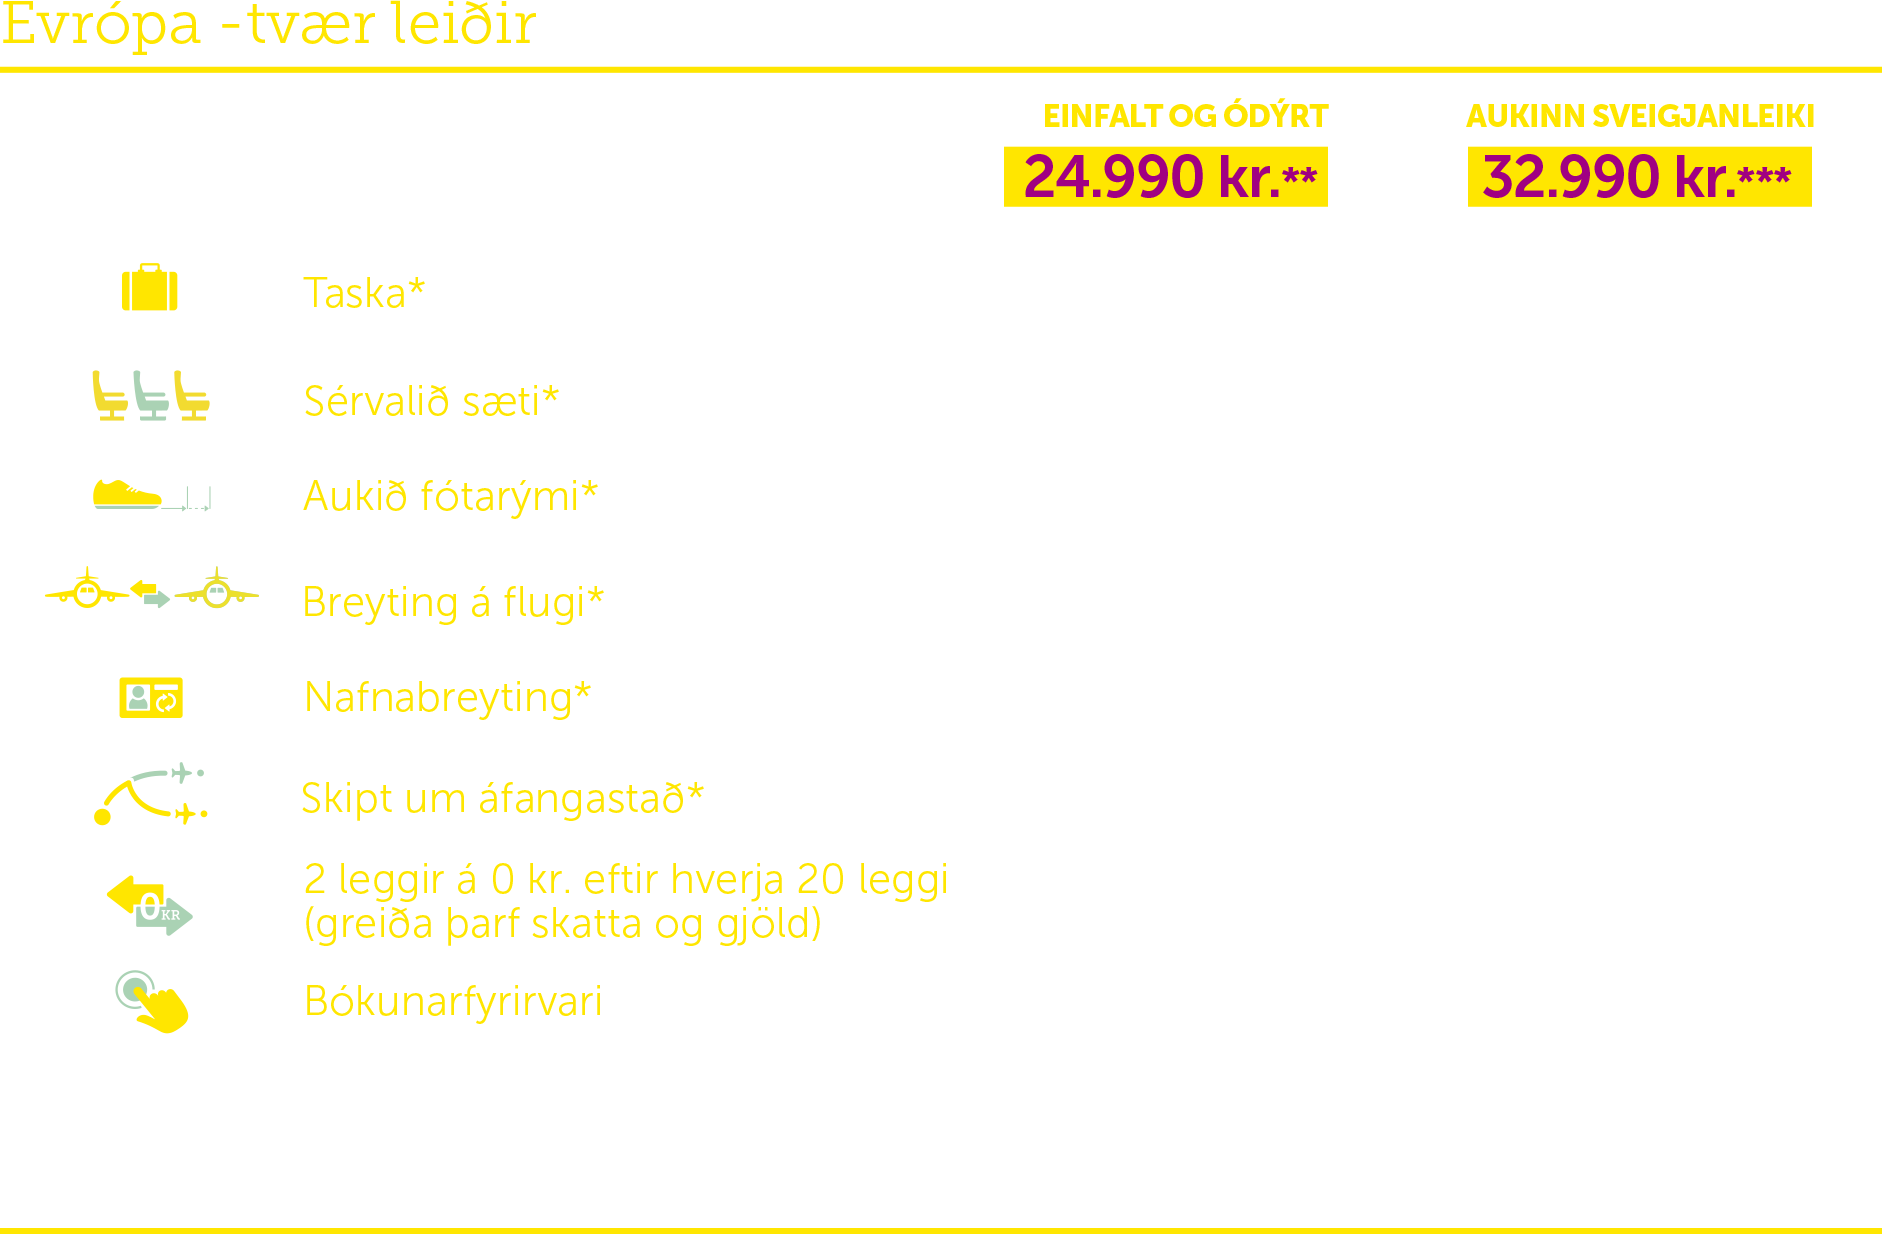 Evrópa -tvær leiðir
EINFALT OG ÓDÝRT
AUKINN SVEIGJANLEIKI
24.990 kr.**
32.990 kr.***
Taska*
Sérvalið sæti*
Aukið fótarými*
Breyting á flugi*
Nafnabreyting*
Skipt um áfangastað*
2 leggir á 0 kr. eftir hverja 20 leggi
(greiða þarf skatta og gjöld)
0 KR
Bókunarfyrirvari